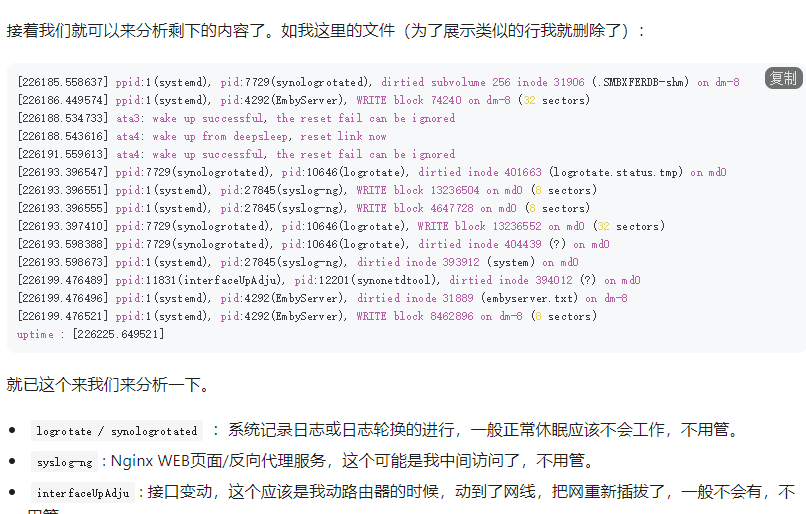 接着我们就可以来分析剩下的内容了。如我这里的文件（为了展示类似的行我就删除了）：
复制
[226185.558637] ppid:1(systemd), pid:7729(synologrotated), dirtied subvolume 256 inode 31906 (.SMBXFERDB-shm) on dm-8
[226186.449574] ppid:1(systemd), pid:4292(EmbyServer), WRITE block 74240 on dm-8 (32 sectors)
[226188.534733] ata3: wake up successful, the reset fail can be ignored
[226188.543616] ata4: wake up from deepsleep, reset link now
[226191.559613] ata4: wake up successful, the reset fail can be ignored
[226193.396547] ppid:7729(synologrotated), pid:10646(logrotate), dirtied inode 401663 (logrotate.status.tmp) on md0
[226193.396551] ppid:1(systemd), pid:27845(syslog-ng), WRITE block 13236504 on md0 (8 sectors)
[226193.396555] ppid:1(systemd), pid:27845(syslog-ng), WRITE block 4647728 on md0 (8 sectors)
[226193.397410] ppid:7729(synologrotated), pid:10646(logrotate), WRITE block 13236552 on md0 (32 sectors)
[226193.598388] ppid:7729(synologrotated), pid:10646(logrotate), dirtied inode 404439 (?) on md0
[226193.598673] ppid:1(systemd), pid:27845(syslog-ng), dirtied inode 393912 (system) on md0
[226199.476489] ppid:11831(interfaceUpAdju), pid:12201(synonetdtool), dirtied inode 394012 (?) on md0
[226199.476496] ppid:1(systemd), pid:4292(EmbyServer), dirtied inode 31889 (embyserver.txt) on dm-8
[226199.476521] ppid:1(systemd), pid:4292(EmbyServer), WRITE block 8462896 on dm-8 (8 sectors)
uptime : [226225.649521]
就已这个来我们来分析一下。
logrotate / synologrotated ：系统记录日志或日志轮换的进行，一般正常休眠应该不会工作，不用管。
syslog-ng : Nginx WEB页面/反向代理服务，这个可能是我中间访问了，不用管。
interfaceUpAdju : 接口变动，这个应该是我动路由器的时候，动到了网线，把网重新插拔了，一般不会有，不
用管。